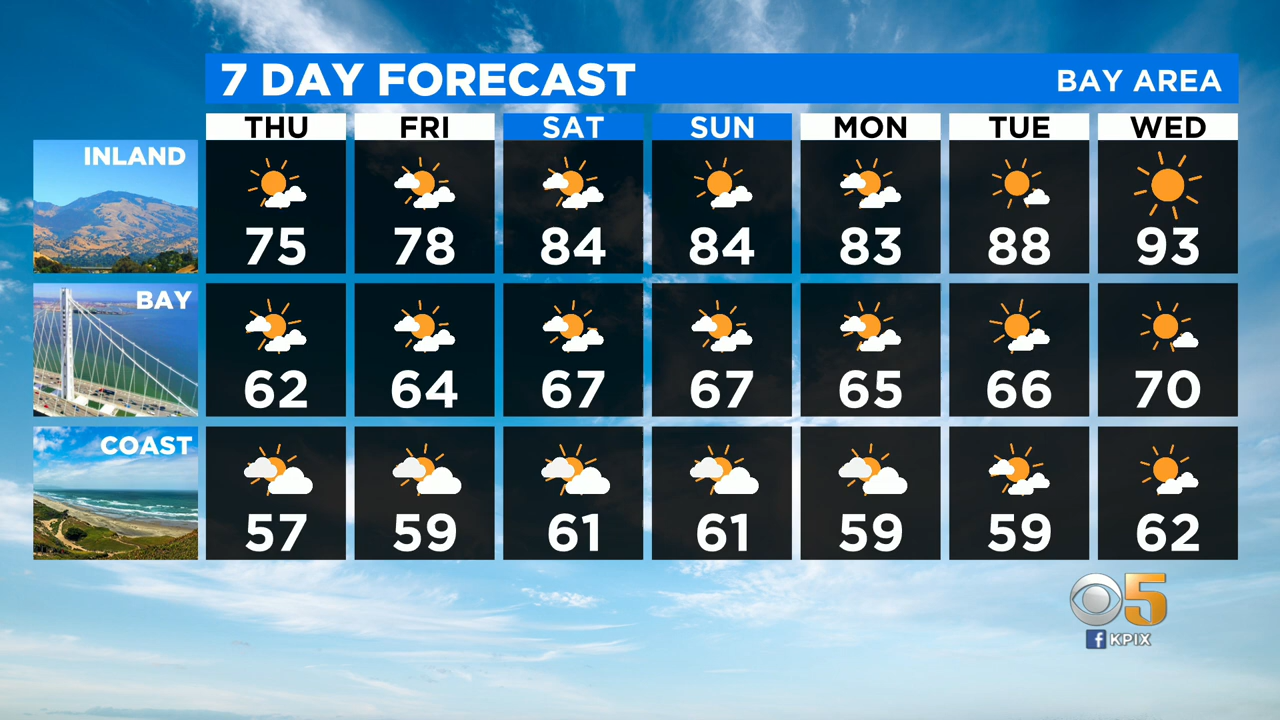 7 DAY FORECAST
BAY AREA
THU FRI SAT SUN MON TUE WED
INLAND
75 78 84 84 83 88 93
BAY
62 64 67 67 65 66 70
COAST
57 59 61 61 59 59 62
5
f KPIX